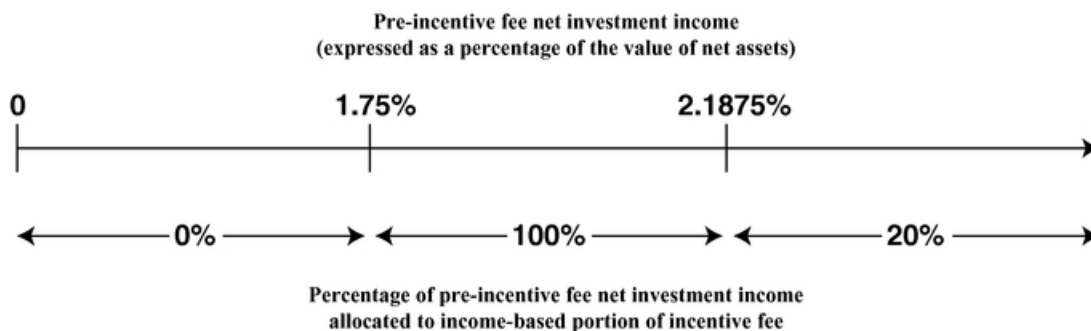 Pre-incentive fee net investment income
(expressed as a percentage of the value of net assets)
0 1.75% 2.1875%
0% 100% 20%
Percentage of pre-incentive fee net investment income
allocated to income-based portion of incentive fee